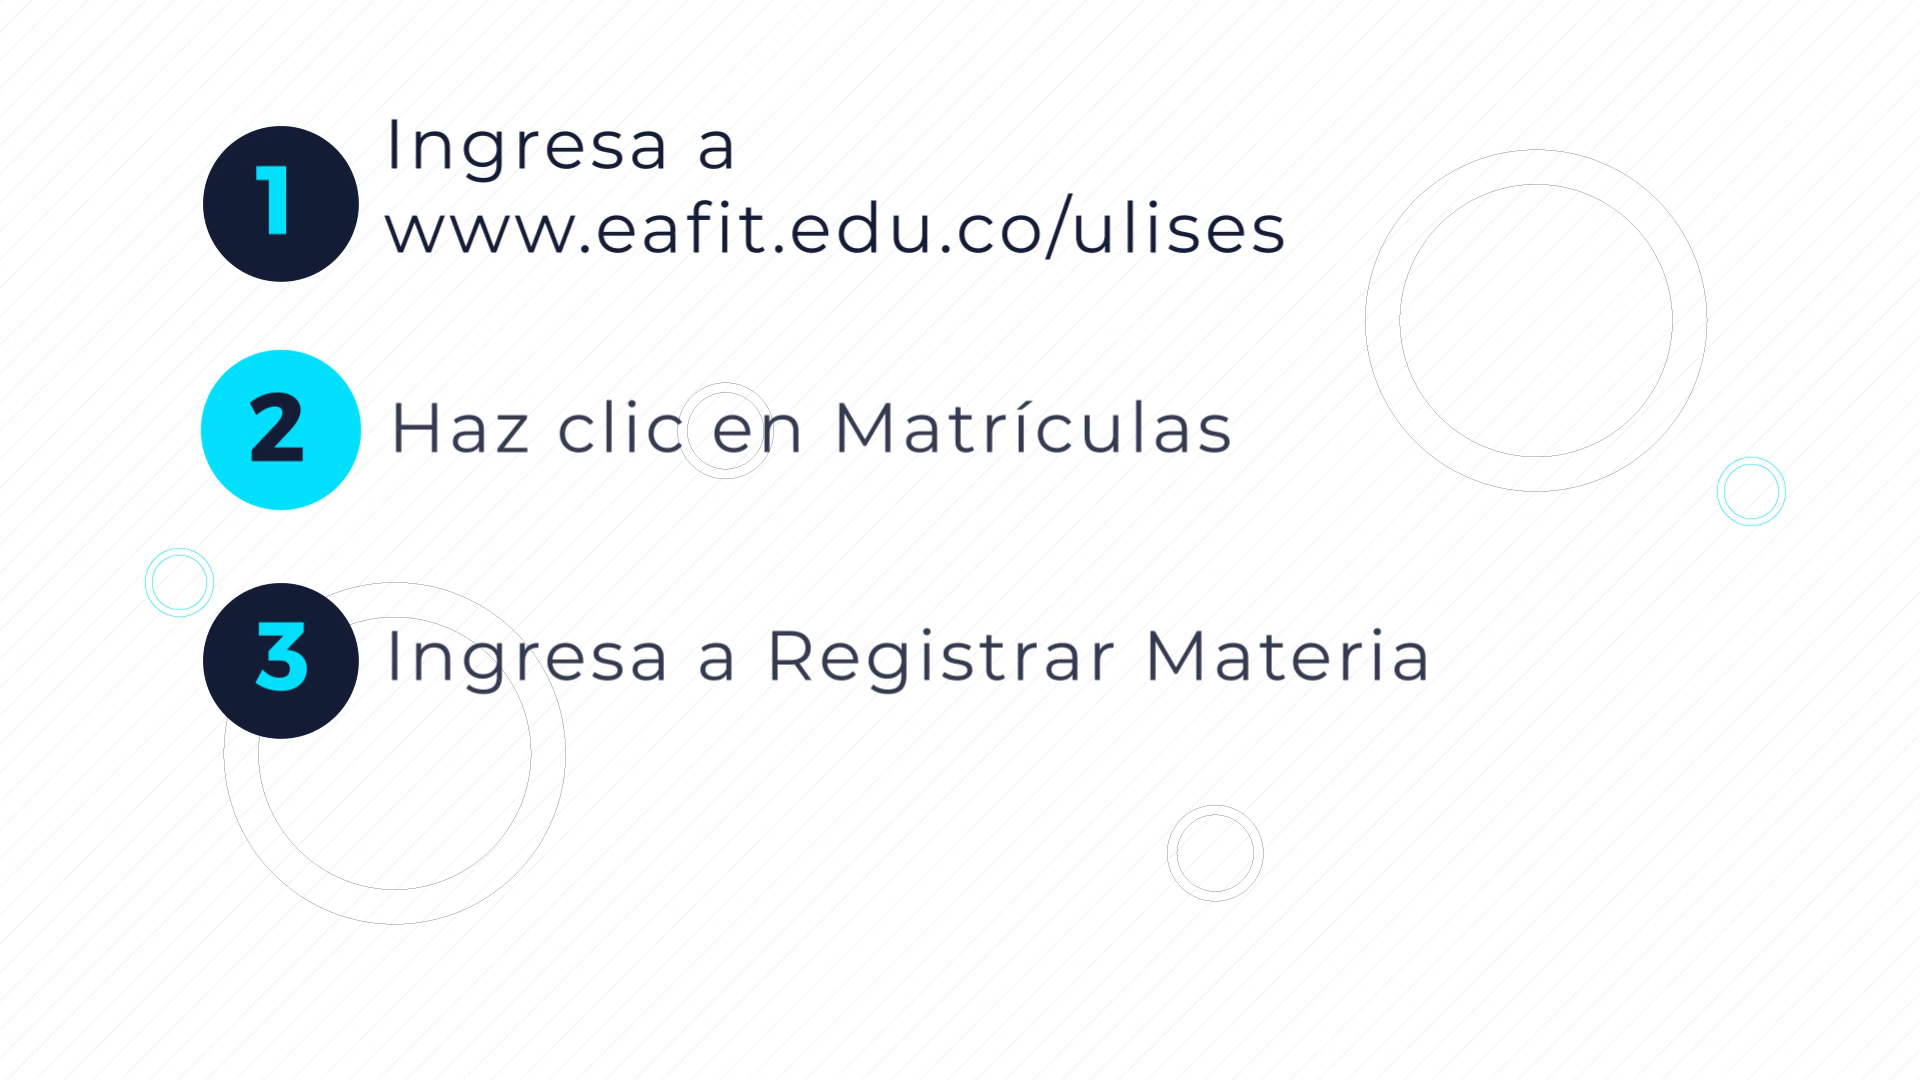 1 Ingresa a
www.eafit.edu.co/ulises
2 Haz clic en Matrículas
3 Ingresa a Registrar Materia